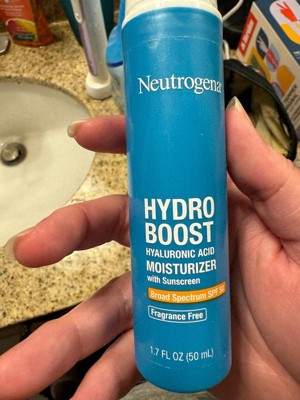 Neutrogena
HYDRO
BOOST
HYALURONIC ACID
MOISTURIZER
with Sunscreen
Broad Spectrum SPF 50
Fragrance Free
1.7 FL OZ (50 mL)